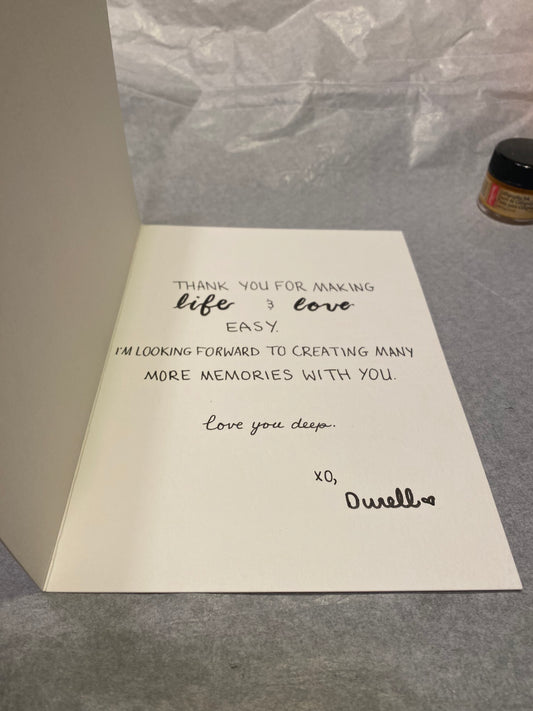 THANK YOU FOR MAKING
life & love
EASY.
I'M LOOKING FORWARD TO CREATING MANY
MORE MEMORIES WITH YOU.
love you deep.
XO,
Durell